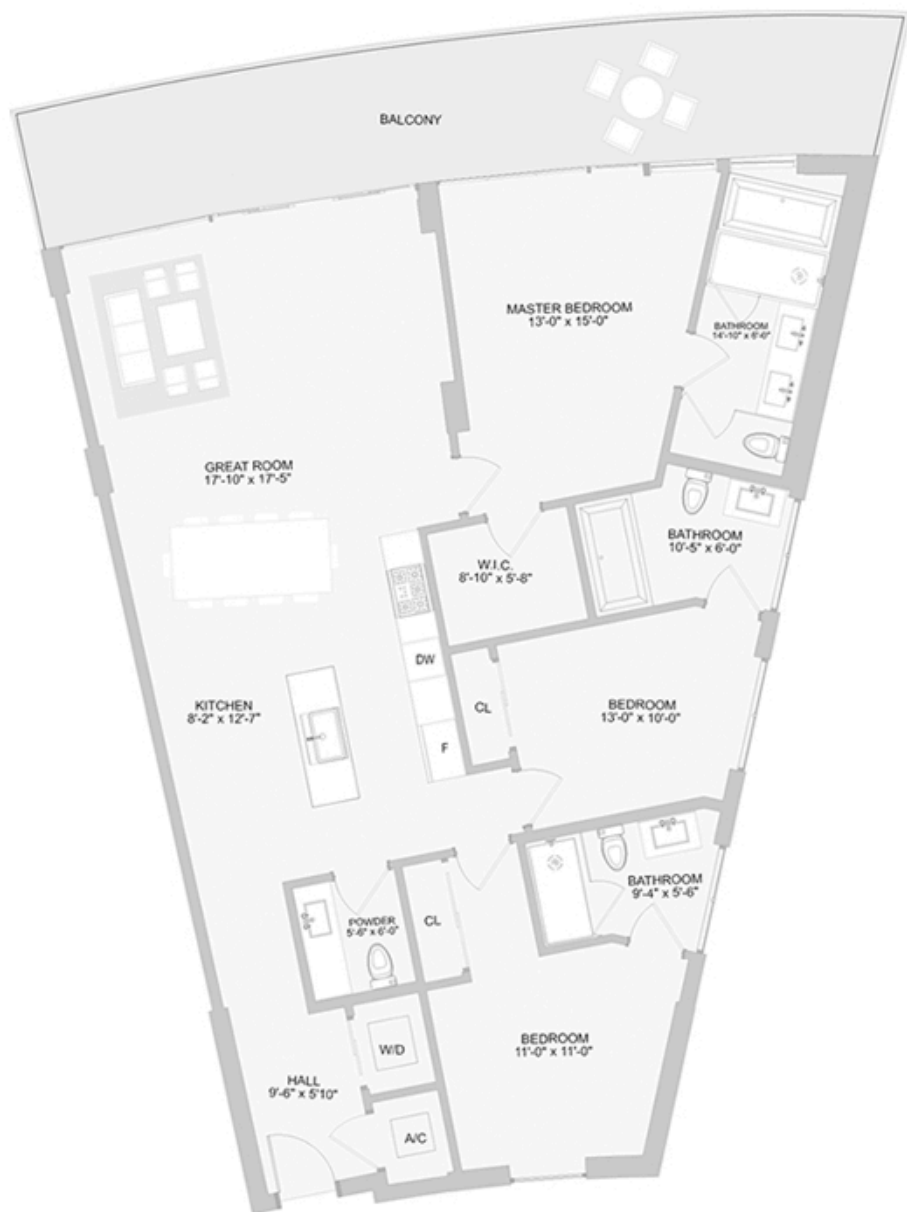 BALCONY
MASTER BEDROOM
13'-0" x 15'-0"
BATHROOM
14'-10" x 6'-0"
GREAT ROOM
17'-10" x 17'-5"
BATHROOM
10'-5" x 6'-0"
W.I.C.
8'-10" x 5'-8"
DW
KITCHEN
8'-2" x 12'-7"
CL
BEDROOM
13'-0" x 10'-0"
F
BATHROOM
9'-4" x 5'-6"
POWDER
5'-6" x 6'-0"
CL
W/D
BEDROOM
11'-0" x 11'-0"
HALL
9'-6" x 5'10"
A/C